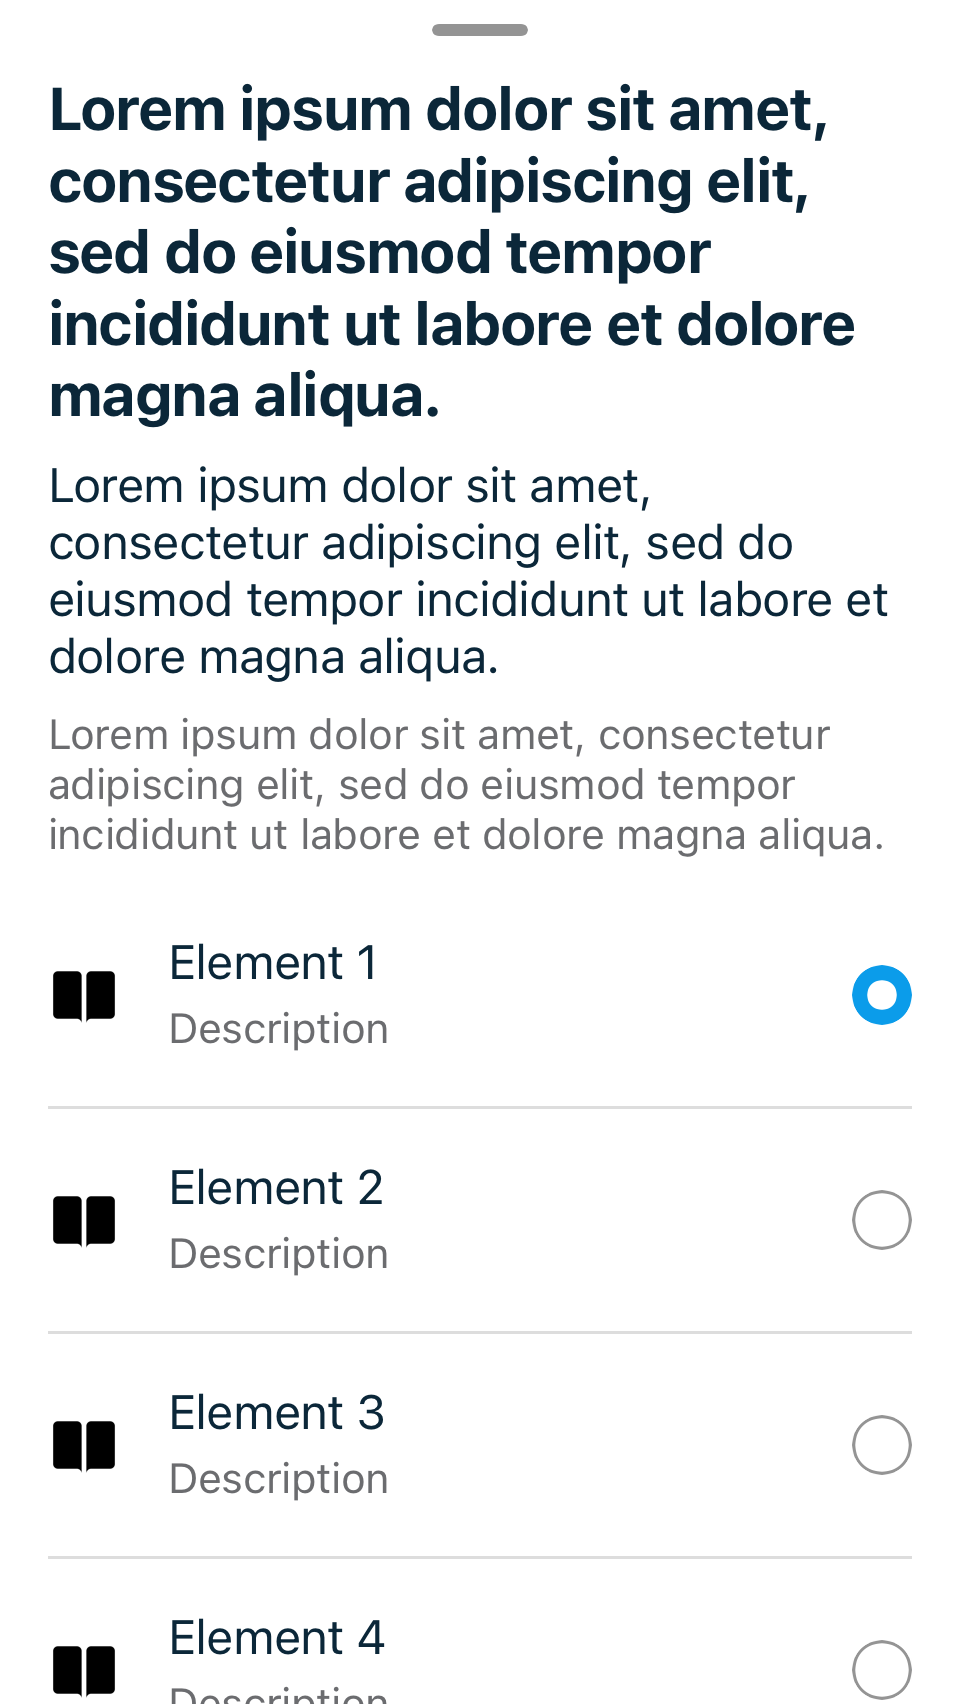 Lorem ipsum dolor sit amet,
consectetur adipiscing elit,
sed do eiusmod tempor
incididunt ut labore et dolore
magna aliqua.
Lorem ipsum dolor sit amet,
consectetur adipiscing elit, sed do
eiusmod tempor incididunt ut labore et
dolore magna aliqua.
Lorem ipsum dolor sit amet, consectetur
adipiscing elit, sed do eiusmod tempor
incididunt ut labore et dolore magna aliqua.
Element 1
Description
Element 2
Description
Element 3
Description
Element 4
Description